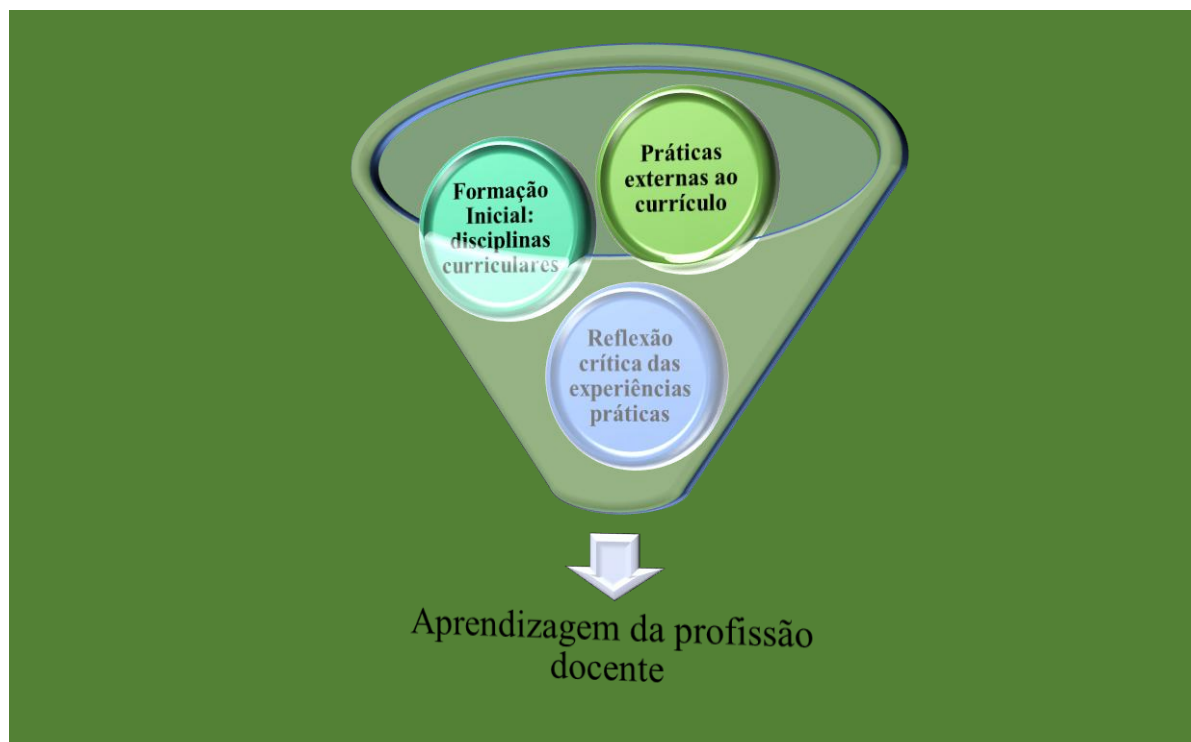 Práticas
externas ao
currículo
Formação
Inicial:
disciplinas
curriculares
Reflexão
crítica das
experiências
práticas
Aprendizagem da profissão
docente